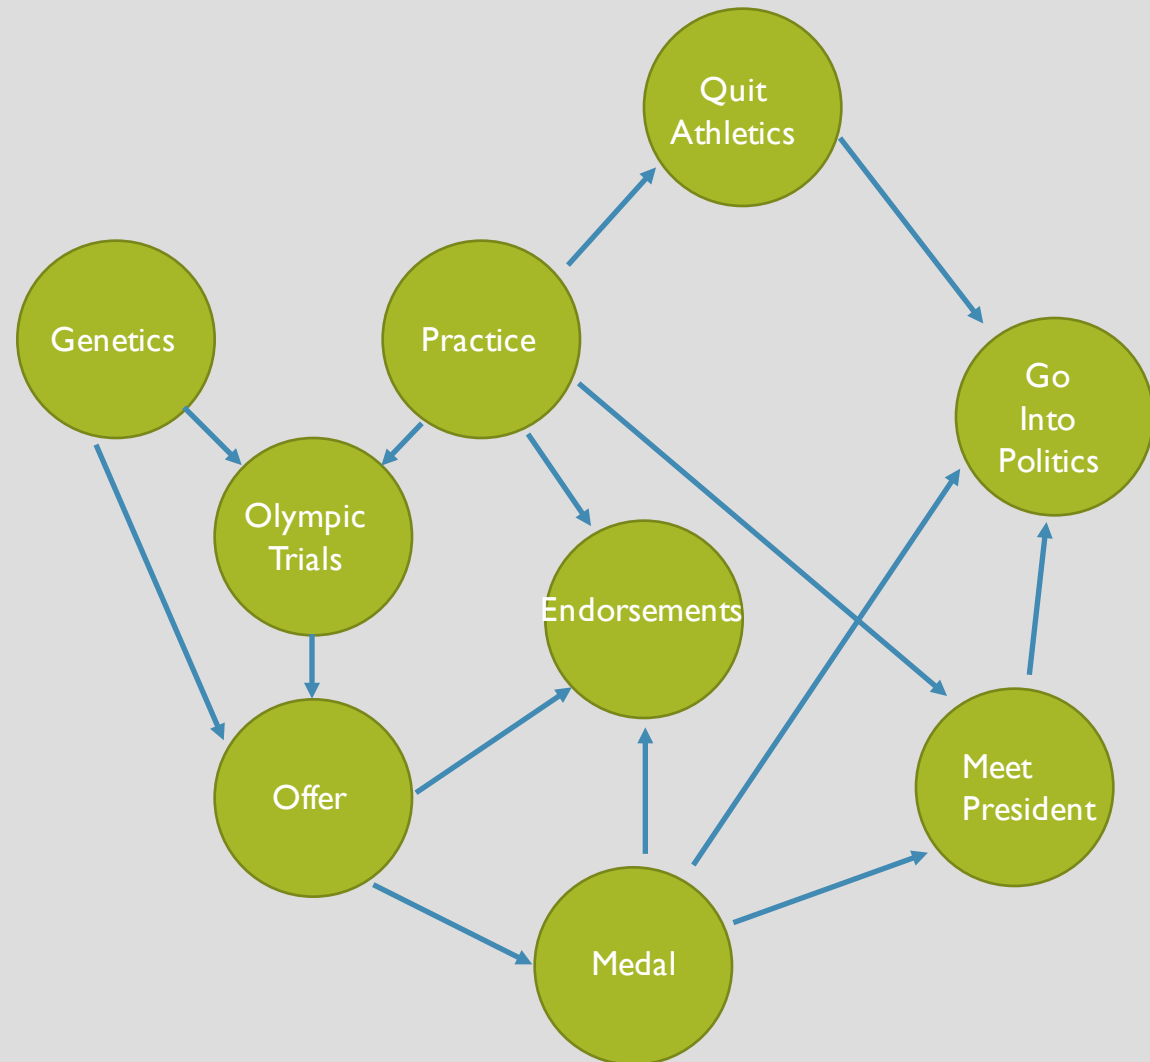 Quit
Athletics
Genetics
Practice
Go
Into
Politics
Olympic
Trials
Endorsements
Offer
Meet
President
Medal